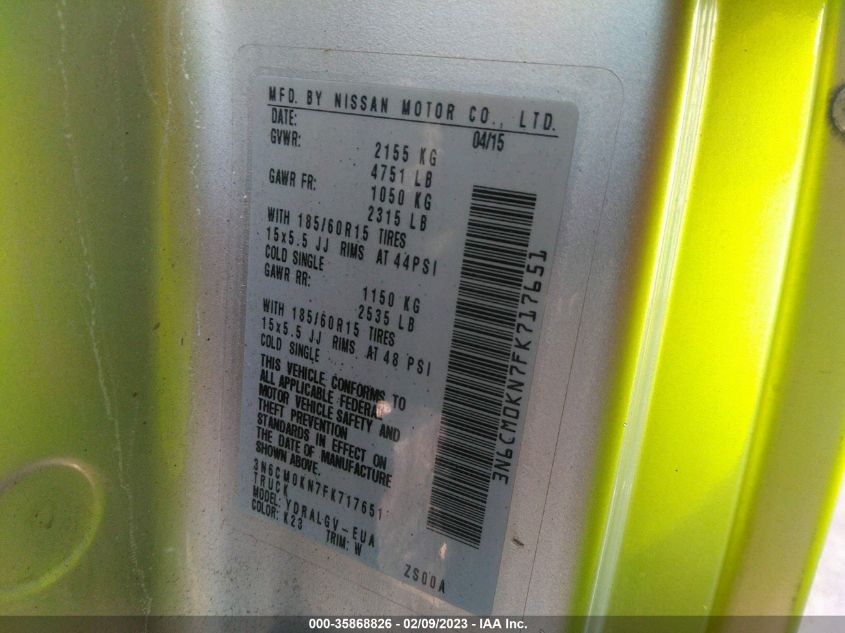 MFD. BY NISSAN MOTOR CO., LTD.
DATE: 04/15
GVWR: 2155 KG
4751 LB
GAWR FR: 1050 KG
2315 LB
WITH 185/60R15 TIRES
15x5.5 JJ RIMS AT 44PSI
COLD SINGLE
GAWR RR: 1150 KG
2535 LB
WITH 185/60R15 TIRES
15x5.5 JJ RIMS AT 48 PSI
COLD SINGLE
THIS VEHICLE CONFORMS TO
ALL APPLICABLE FEDERAL
MOTOR VEHICLE SAFETY AND
THEFT PREVENTION
STANDARDS IN EFFECT ON
THE DATE OF MANUFACTURE
SHOWN ABOVE.
3N6CM0KN7FK717651
TRUCK
MODEL: YDRALGV-EUA
COLOR: K23 TRIM: W
ZS00A
3N6CM0KN7FK717651
000-35868826 - 02/09/2023 - IAA Inc.